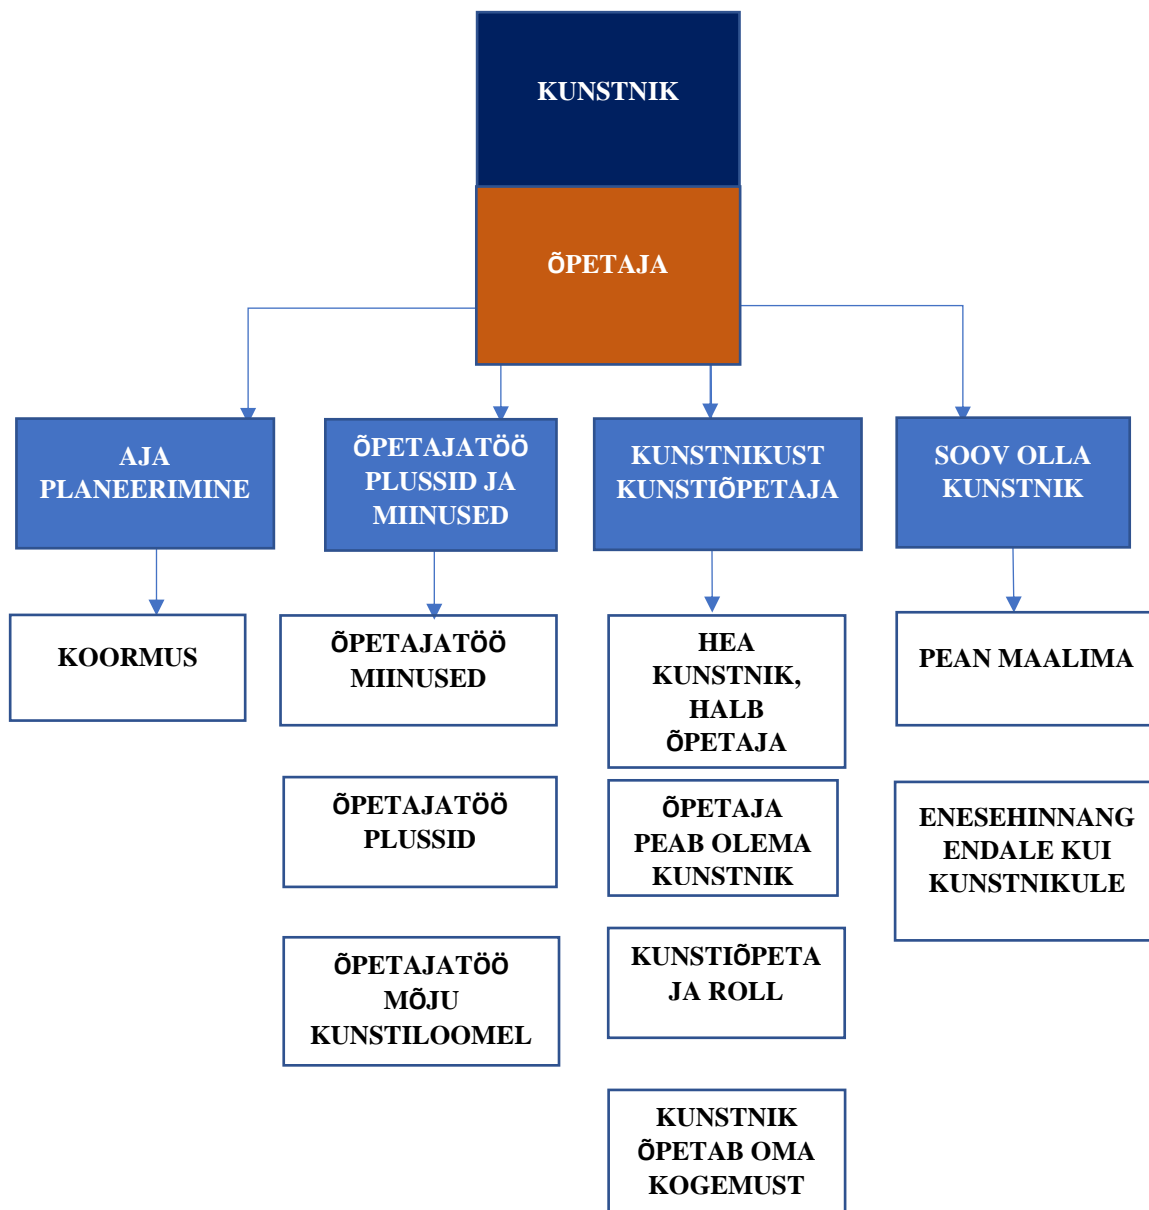 KUNSTNIK
ÕPETAJA
AJA
PLANEERIMINE
ÕPETAJATÖÖ
PLUSSID JA
MIINUSED
KUNSTNIKUST
KUNSTIÕPETAJA
SOOV OLLA
KUNSTNIK
KOORMUS
ÕPETAJATÖÖ
MIINUSED
ÕPETAJATÖÖ
PLUSSID
ÕPETAJATÖÖ
MÕJU
KUNSTILOOMEL
HEA
KUNSTNIK,
HALB
ÕPETAJA
ÕPETAJA
PEAB OLEMA
KUNSTNIK
KUNSTIÕPETA
JA ROLL
KUNSTNIK
ÕPETAB OMA
KOGEMUST
PEAN MAALIMA
ENESEHINNANG
ENDALE KUI
KUNSTNIKULE